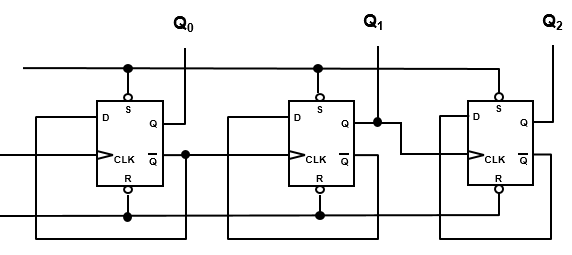 Q0 Q1 Q2
S S S
D Q D Q D Q
CLK Q̅ CLK Q̅ CLK Q̅
R R R